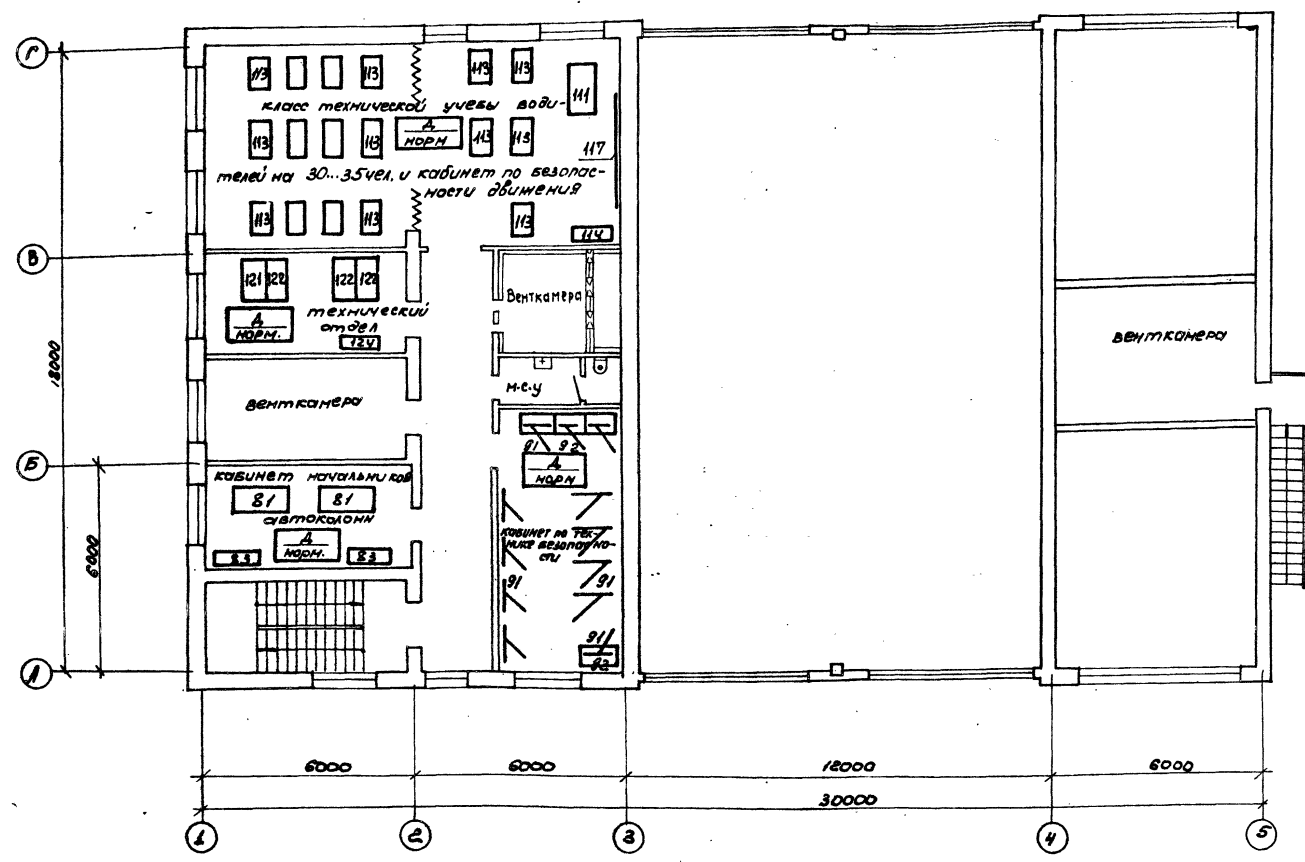 Г
113 113 113 113
111
класс технической учебы води-
А
норм
113 113 113 113
117
телей на 30...35чел. и кабинет по безопас-
ности движения
113 113 113
114
В
121 122 122 122
Венткамера
технический
отдел
А
норм.
124
венткамера
18000
м.с.у
венткамера
91 92
А
норм
Б
кабинет начальников
81 81
автоколонн
А
норм.
83 83
кабинет по тех-
нике безопасно-
сти
6000
91 91
91
92
А
6000 6000 12000 6000
30000
1 2 3 4 5